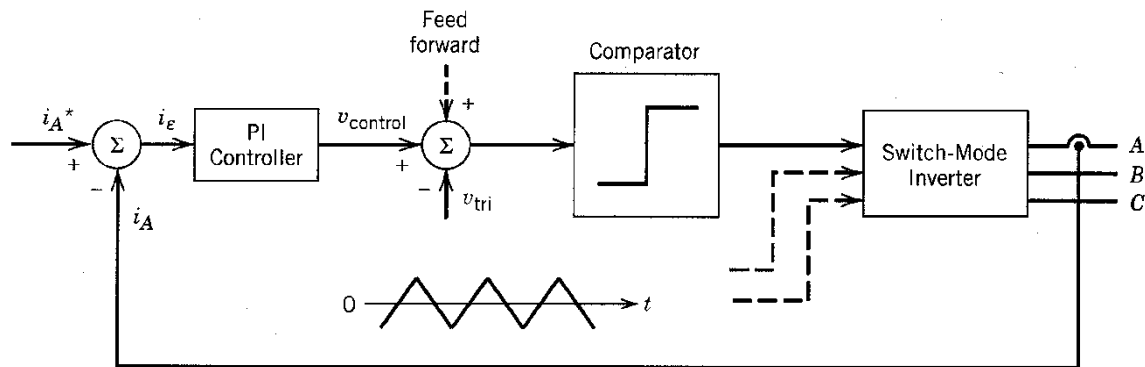 Feed
forward
Comparator
i_A*
i_ε
PI
Controller
v_control
+
+
+
−
−
Σ
Σ
i_A
v_tri
Switch-Mode
Inverter
A
B
C
0
t